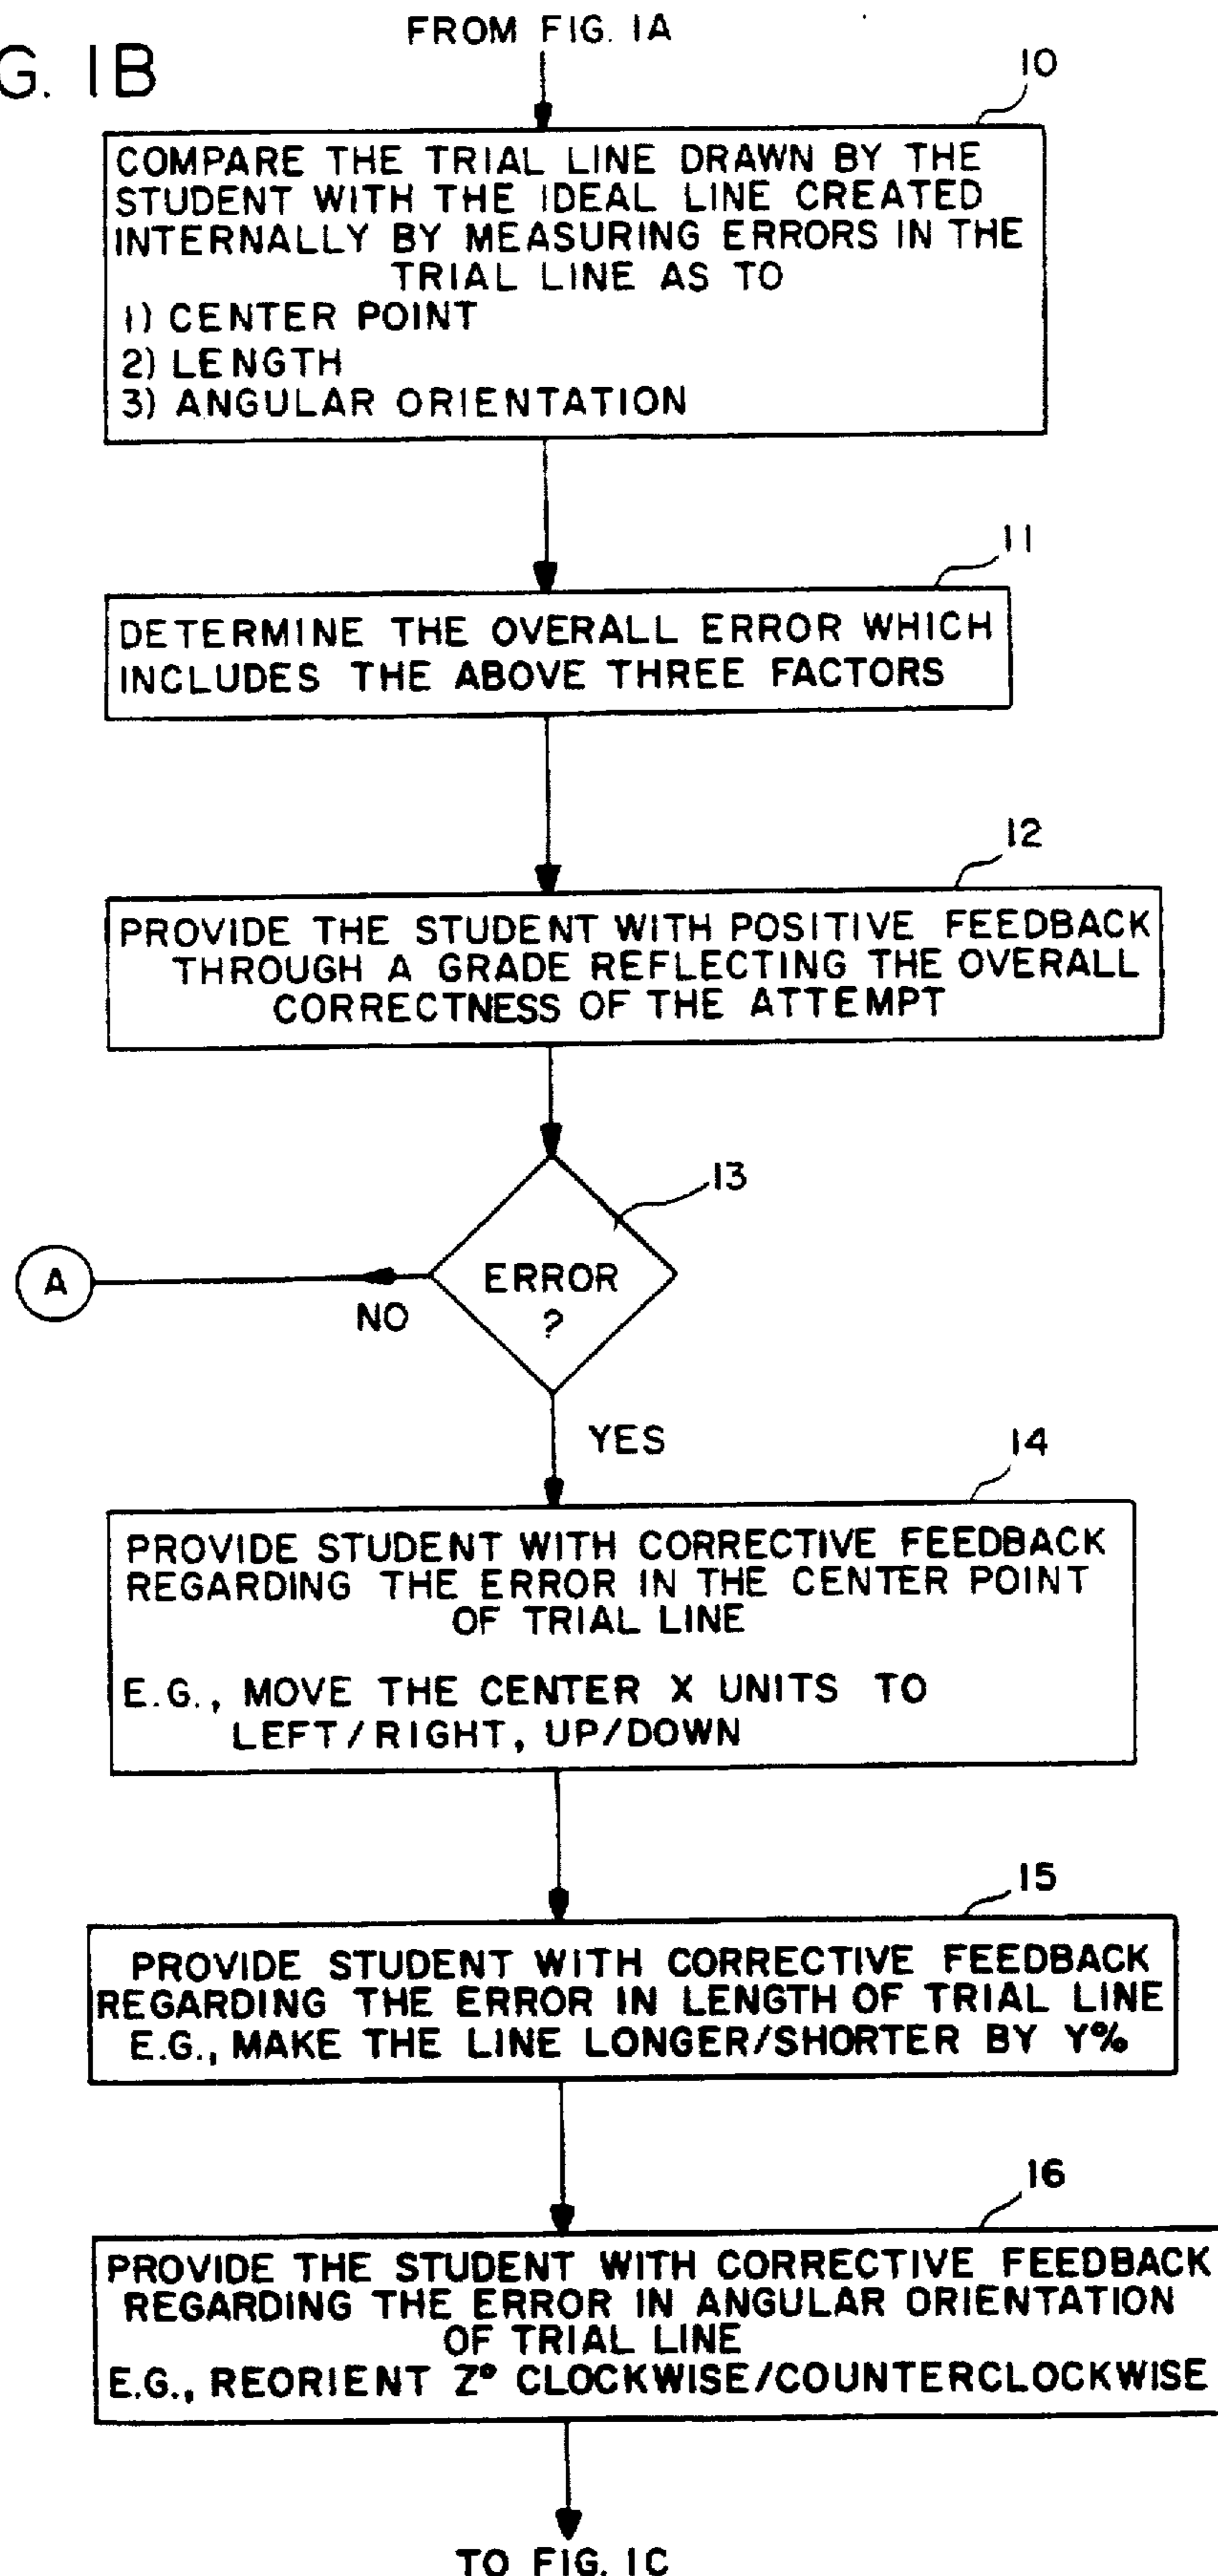 FROM FIG. 1A
G. 1B
10
COMPARE THE TRIAL LINE DRAWN BY THE
STUDENT WITH THE IDEAL LINE CREATED
INTERNALLY BY MEASURING ERRORS IN THE
TRIAL LINE AS TO
1) CENTER POINT
2) LENGTH
3) ANGULAR ORIENTATION
11
DETERMINE THE OVERALL ERROR WHICH
INCLUDES THE ABOVE THREE FACTORS
12
PROVIDE THE STUDENT WITH POSITIVE FEEDBACK
THROUGH A GRADE REFLECTING THE OVERALL
CORRECTNESS OF THE ATTEMPT
13
ERROR
?
A
NO
YES
14
PROVIDE STUDENT WITH CORRECTIVE FEEDBACK
REGARDING THE ERROR IN THE CENTER POINT
OF TRIAL LINE
E.G., MOVE THE CENTER X UNITS TO
LEFT/RIGHT, UP/DOWN
15
PROVIDE STUDENT WITH CORRECTIVE FEEDBACK
REGARDING THE ERROR IN LENGTH OF TRIAL LINE
E.G., MAKE THE LINE LONGER/SHORTER BY Y%
16
PROVIDE THE STUDENT WITH CORRECTIVE FEEDBACK
REGARDING THE ERROR IN ANGULAR ORIENTATION
OF TRIAL LINE
E.G., REORIENT Z° CLOCKWISE/COUNTERCLOCKWISE
TO FIG. 1C